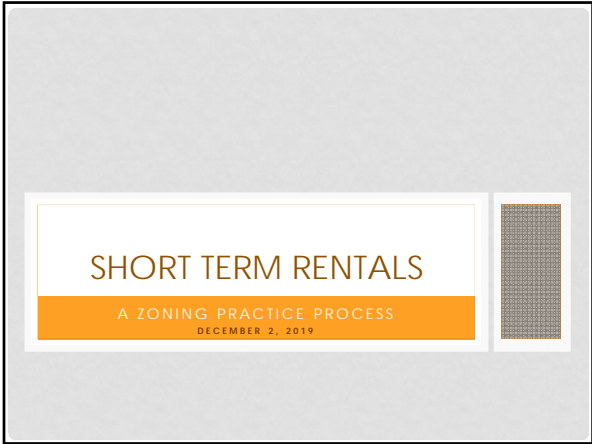 SHORT TERM RENTALS
A ZONING PRACTICE PROCESS
DECEMBER 2, 2019